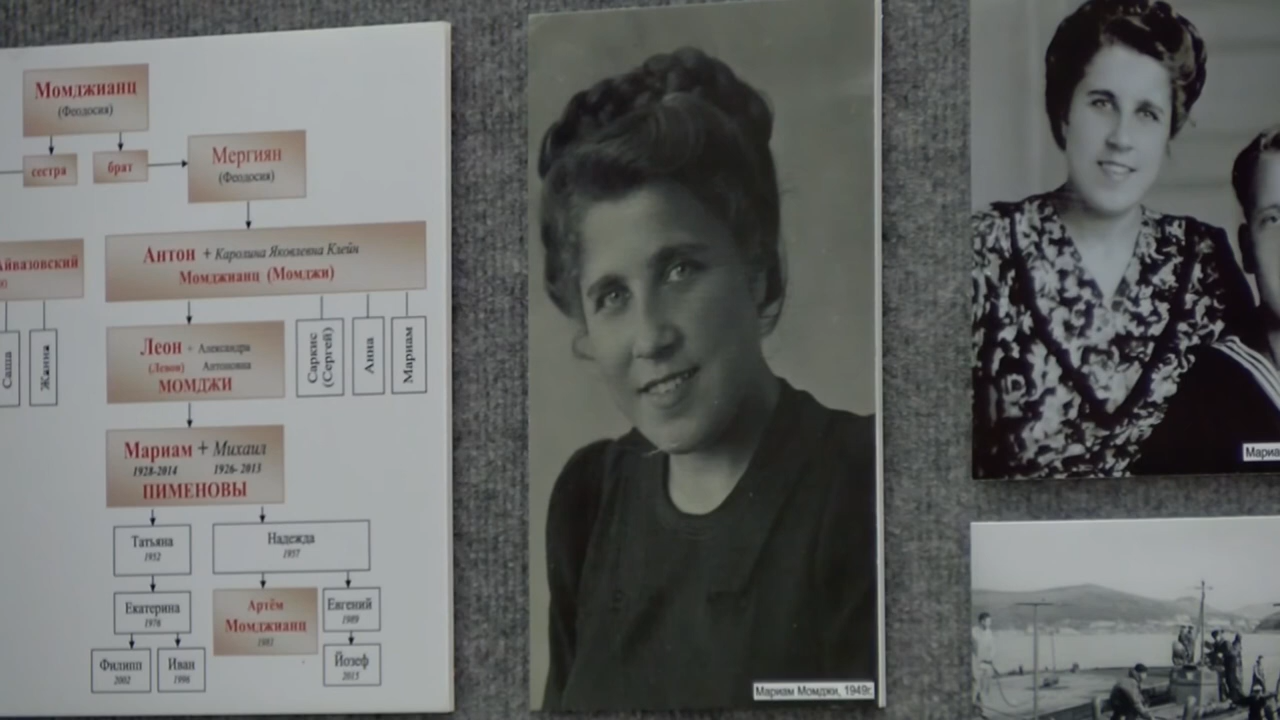 Момджианц
(Феодосия)
сестра
брат
Мергиян
(Феодосия)
Айвазовский
Антон + Каролина Яковлевна Клейн
Момджианц (Момджи)
Саша
Жанна
Леон + Александра
(Левон) Антоновна
МОМДЖИ
Саркис
(Сергей)
Анна
Мариам
Мариам + Михаил
1928-2014 1926-2013
ПИМЕНОВЫ
Татьяна
1952
Надежда
1957
Екатерина
1976
Артём
Момджианц
Евгений
1989
Филипп
2002
Иван
1996
Йозеф
2015
Мариам Момджи, 1949г.
Мариа